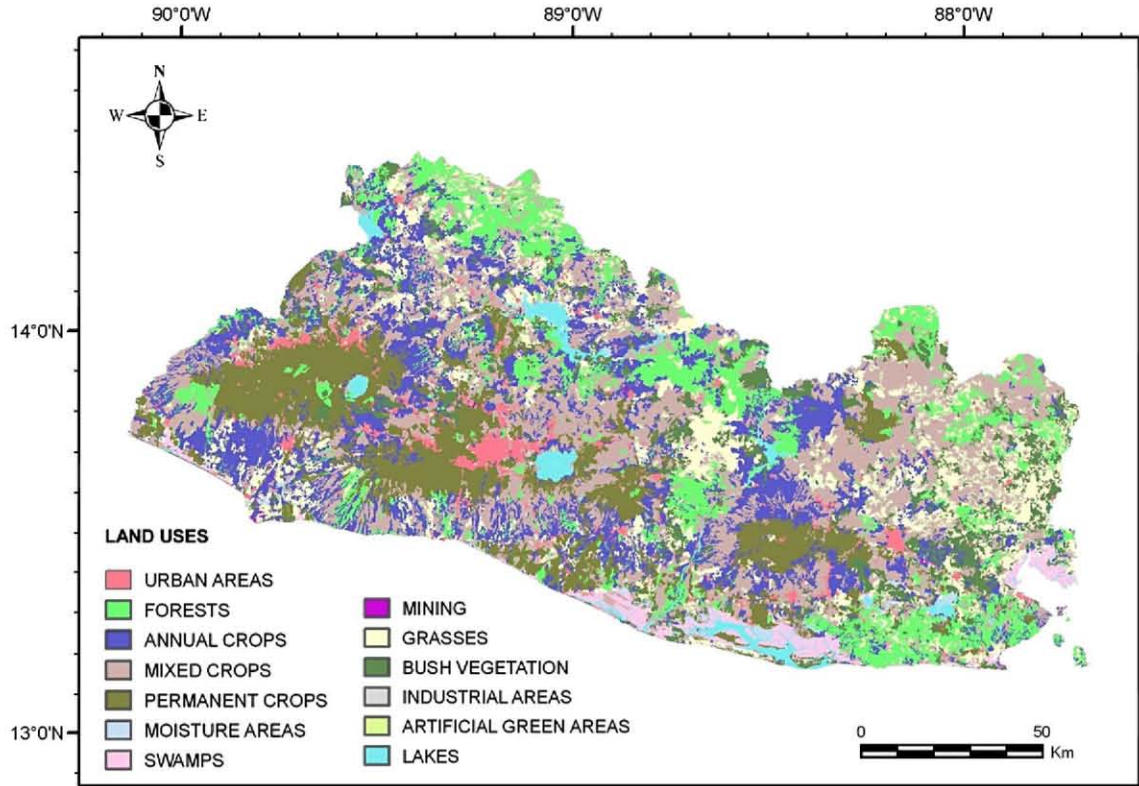 90°0'W 89°0'W 88°0'W
N
W E
S
14°0'N
13°0'N
LAND USES
URBAN AREAS
FORESTS
ANNUAL CROPS
MIXED CROPS
PERMANENT CROPS
MOISTURE AREAS
SWAMPS
MINING
GRASSES
BUSH VEGETATION
INDUSTRIAL AREAS
ARTIFICIAL GREEN AREAS
LAKES
0 50
Km